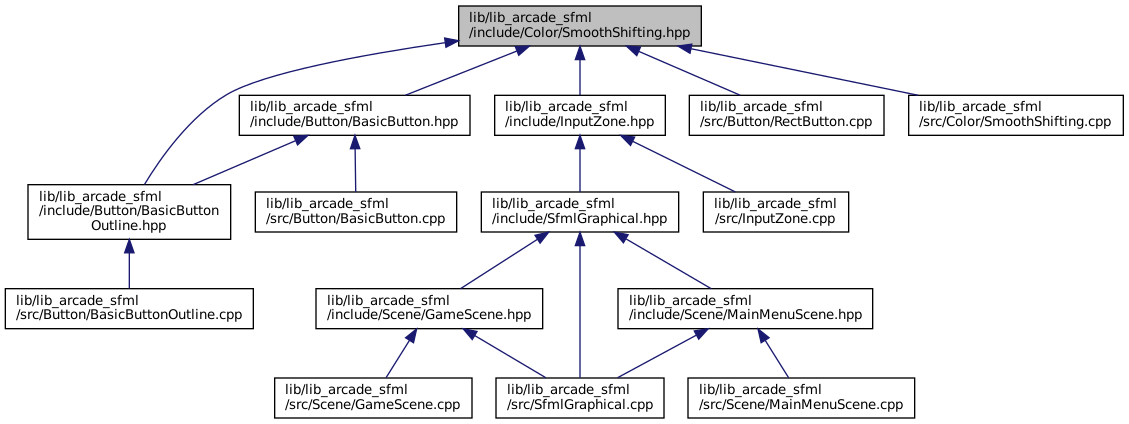 lib/lib_arcade_sfml
/include/Color/SmoothShifting.hpp
lib/lib_arcade_sfml
/include/Button/BasicButton.hpp
lib/lib_arcade_sfml
/include/InputZone.hpp
lib/lib_arcade_sfml
/src/Button/RectButton.cpp
lib/lib_arcade_sfml
/src/Color/SmoothShifting.cpp
lib/lib_arcade_sfml
/include/Button/BasicButton
Outline.hpp
lib/lib_arcade_sfml
/src/Button/BasicButton.cpp
lib/lib_arcade_sfml
/include/SfmlGraphical.hpp
lib/lib_arcade_sfml
/src/InputZone.cpp
lib/lib_arcade_sfml
/src/Button/BasicButtonOutline.cpp
lib/lib_arcade_sfml
/include/Scene/GameScene.hpp
lib/lib_arcade_sfml
/include/Scene/MainMenuScene.hpp
lib/lib_arcade_sfml
/src/Scene/GameScene.cpp
lib/lib_arcade_sfml
/src/SfmlGraphical.cpp
lib/lib_arcade_sfml
/src/Scene/MainMenuScene.cpp